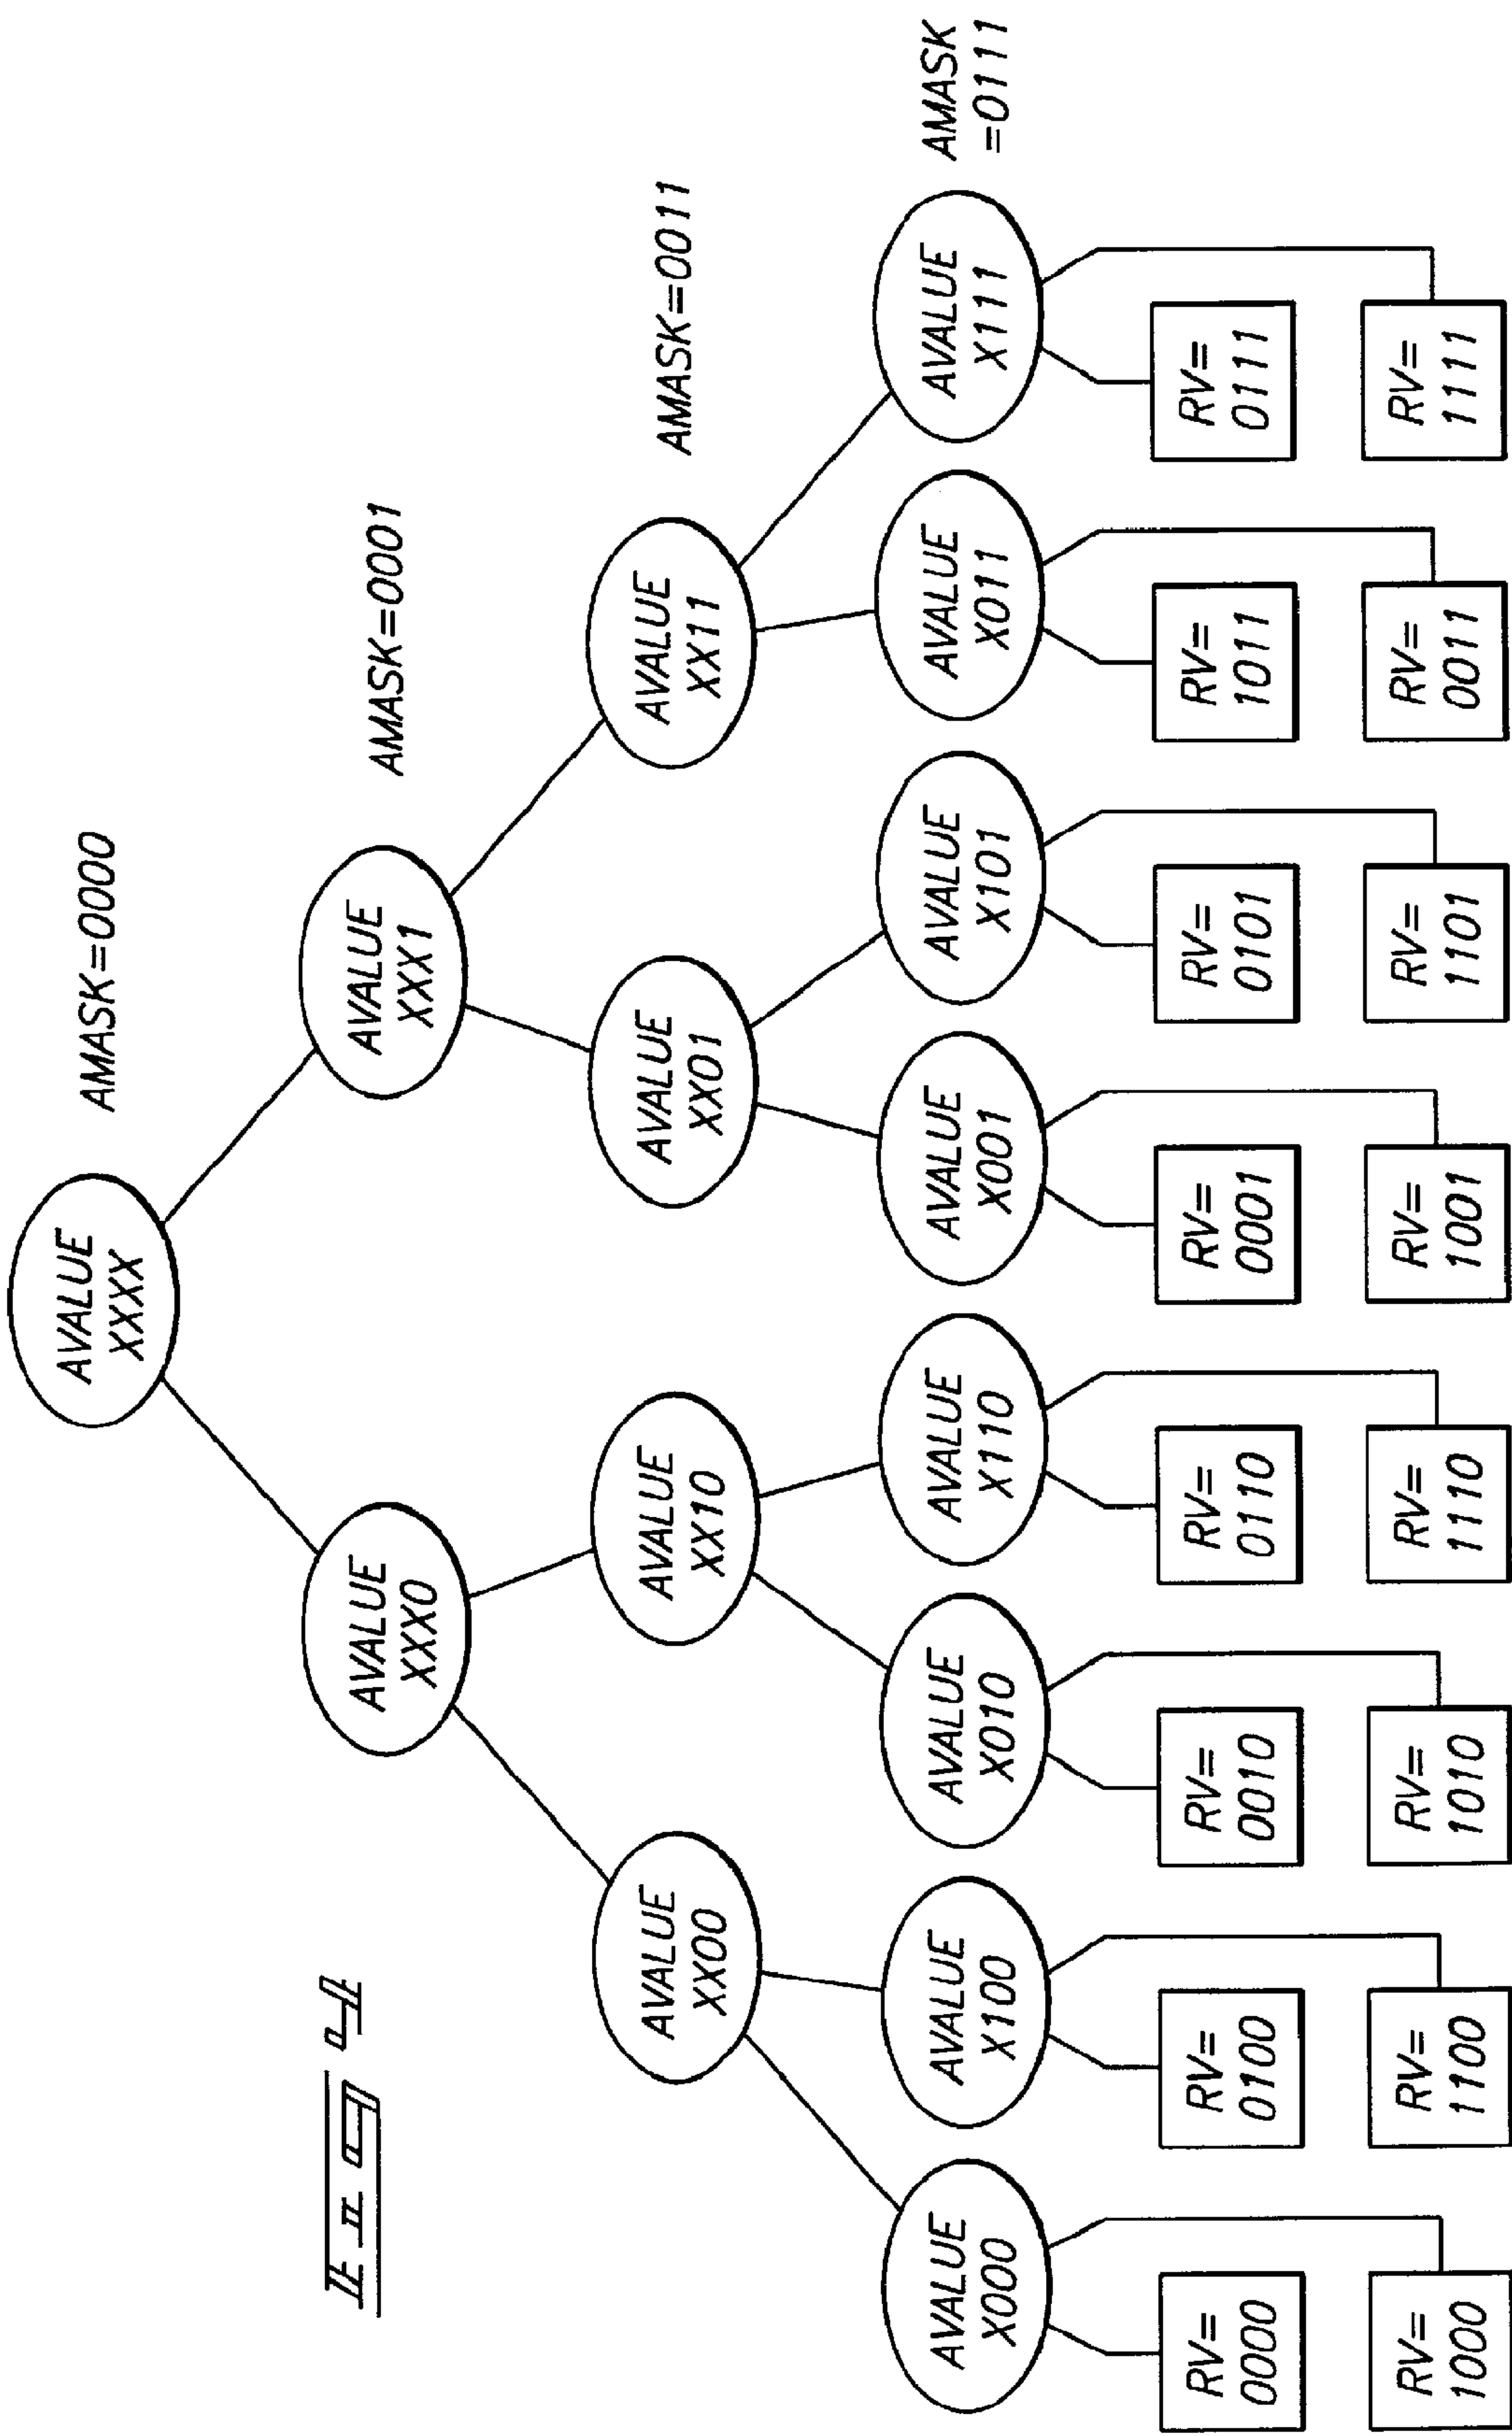 FIG 4
AVALUE
XXXX
AMASK=0000
AVALUE
XXX0
AVALUE
XXX1
AMASK=0001
AVALUE
XX00
AVALUE
XX10
AVALUE
XX01
AVALUE
XX11
AMASK=0011
AVALUE
X000
AVALUE
X100
AVALUE
X010
AVALUE
X110
AVALUE
X001
AVALUE
X101
AVALUE
X011
AVALUE
X111
AMASK
=0111
RV=
0000
RV=
0100
RV=
0010
RV=
0110
RV=
0001
RV=
0101
RV=
1011
RV=
0111
RV=
1000
RV=
1100
RV=
1010
RV=
1110
RV=
1001
RV=
1101
RV=
0011
RV=
1111